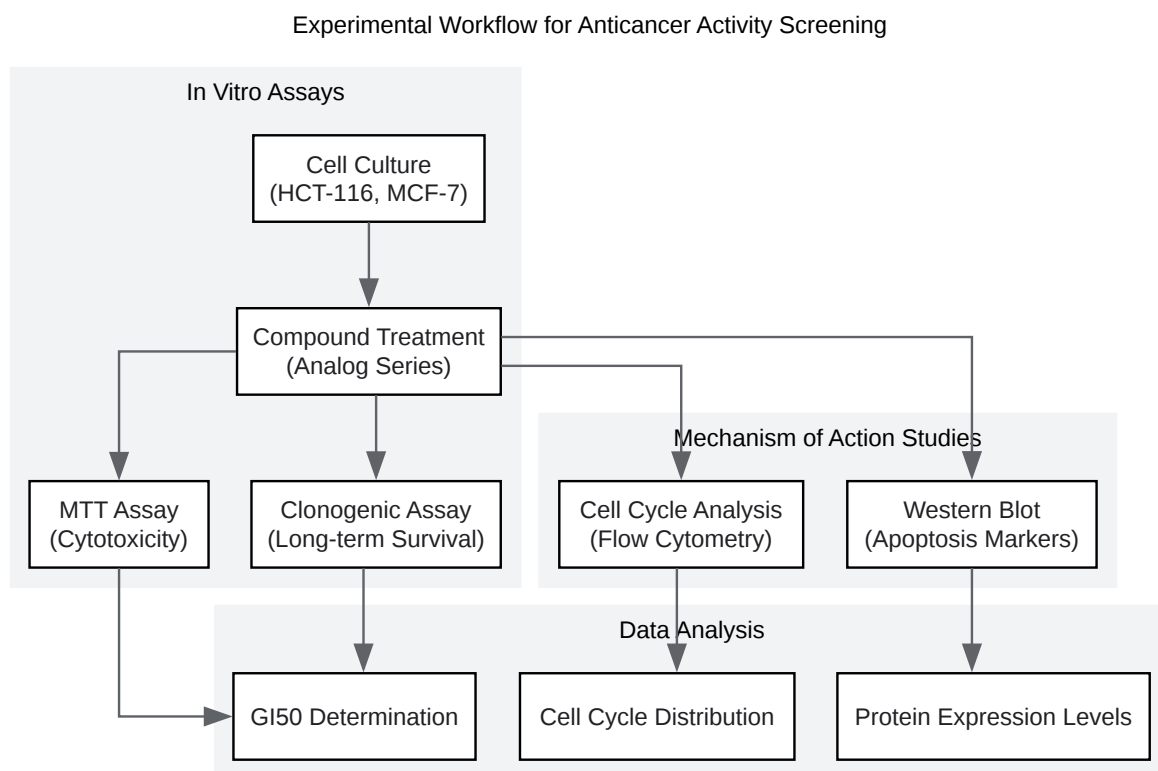 Experimental Workflow for Anticancer Activity Screening
In Vitro Assays
Cell Culture
(HCT-116, MCF-7)
Compound Treatment
(Analog Series)
Mechanism of Action Studies
MTT Assay
(Cytotoxicity)
Clonogenic Assay
(Long-term Survival)
Cell Cycle Analysis
(Flow Cytometry)
Western Blot
(Apoptosis Markers)
Data Analysis
GI50 Determination
Cell Cycle Distribution
Protein Expression Levels